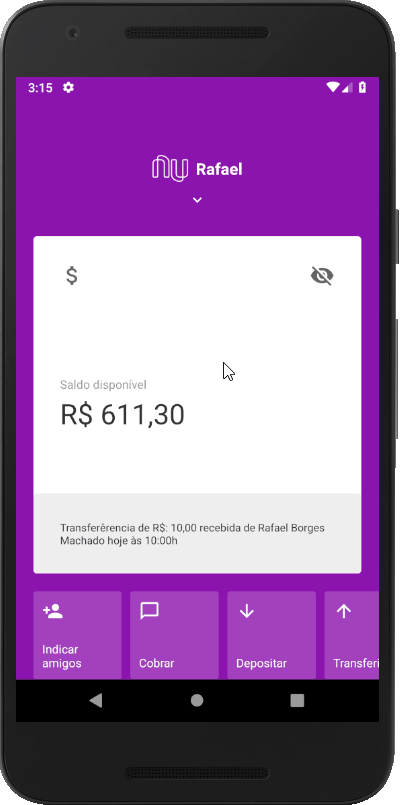 3:15
nu Rafael
$
Saldo disponível
R$ 611,30
Transferêrencia de R$: 10,00 recebida de Rafael Borges
Machado hoje às 10:00h
Indicar
amigos
Cobrar
Depositar
Transferi